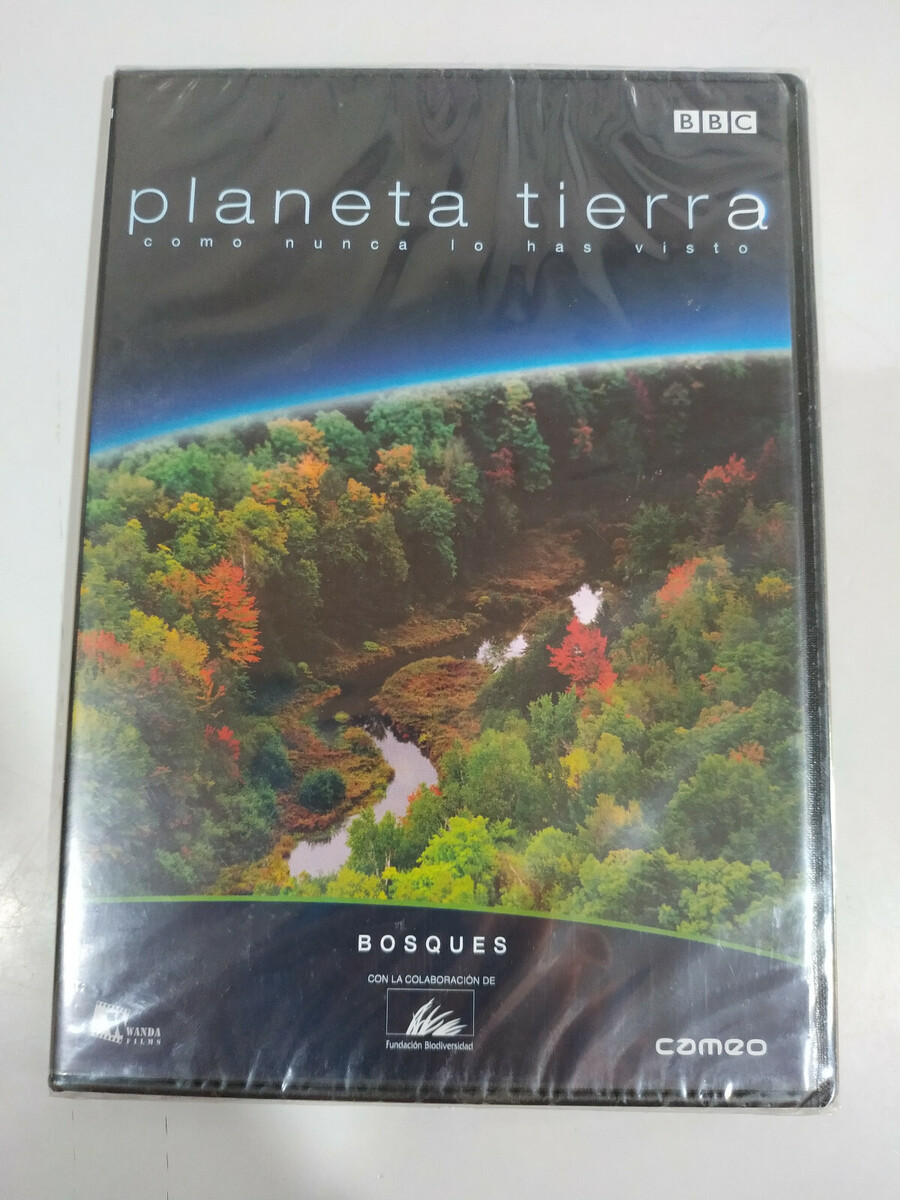 BBC
planeta tierra
como nunca lo has visto
BOSQUES
CON LA COLABORACIÓN DE
Fundación Biodiversidad
WANDA
FILMS
cameo